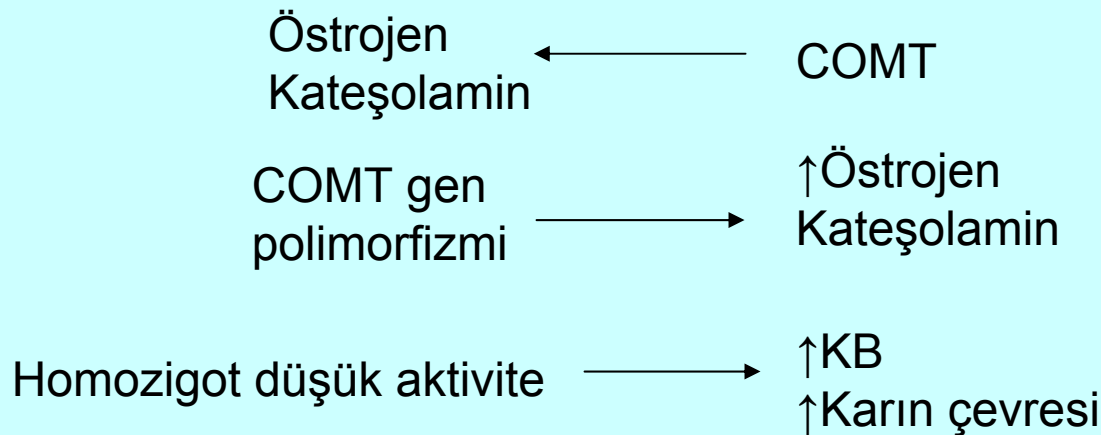 Östrojen
Kateşolamin
COMT
COMT gen
polimorfizmi
↑Östrojen
Kateşolamin
Homozigot düşük aktivite
↑KB
↑Karın çevresi